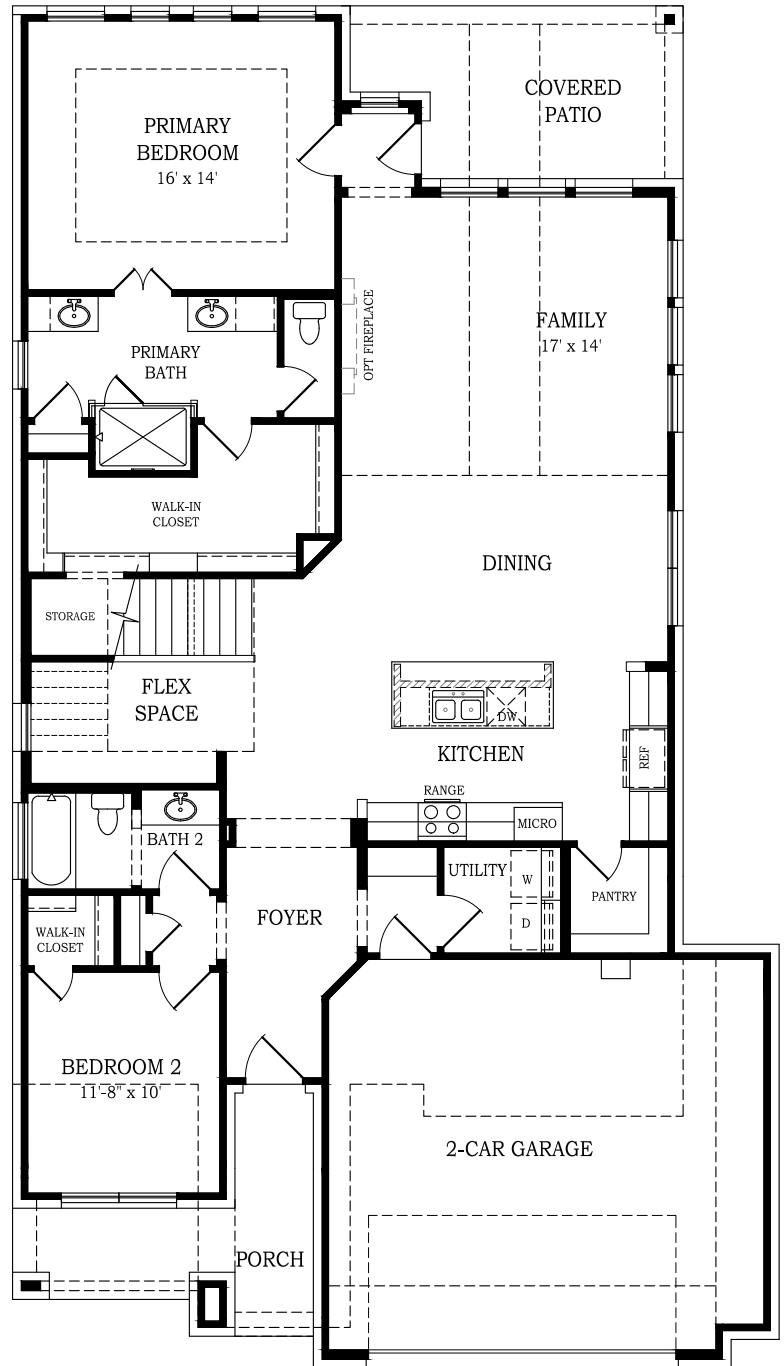 COVERED
PATIO
PRIMARY
BEDROOM
16' x 14'
OPT FIREPLACE
FAMILY
17' x 14'
PRIMARY
BATH
WALK-IN
CLOSET
DINING
STORAGE
FLEX
SPACE
DW
KITCHEN
REF
RANGE
MICRO
BATH 2
UTILITY
W
D
PANTRY
FOYER
WALK-IN
CLOSET
BEDROOM 2
11'-8" x 10'
2-CAR GARAGE
PORCH